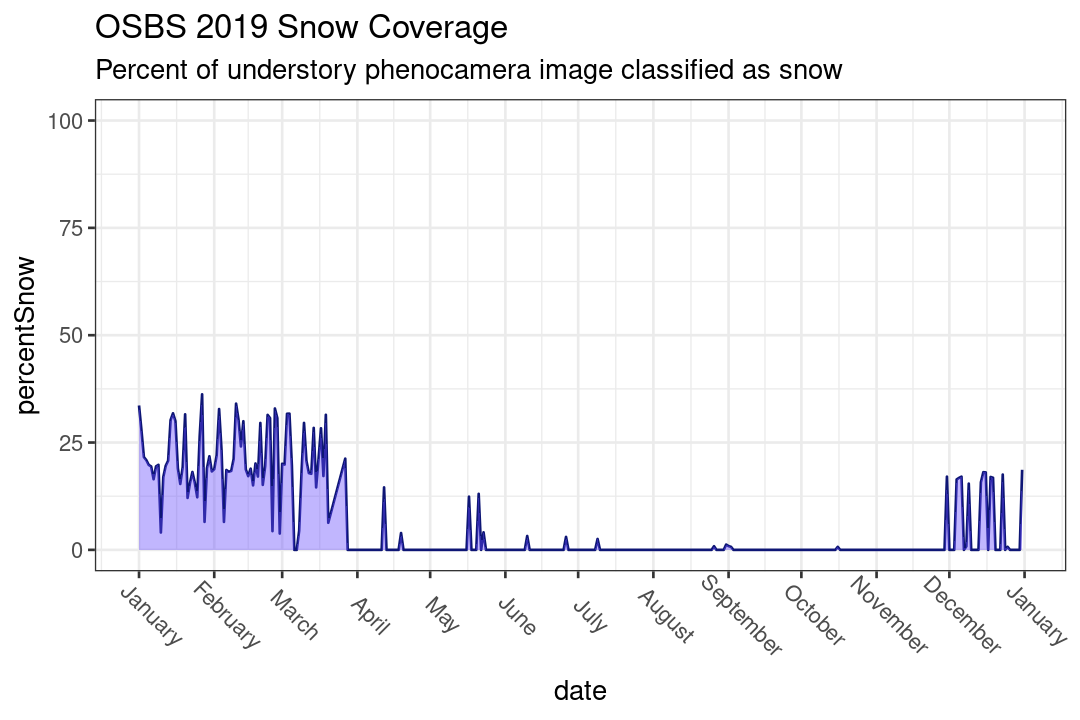 OSBS 2019 Snow Coverage
Percent of understory phenocamera image classified as snow
percentSnow
100
75
50
25
0
January
February
March
April
May
June
July
August
September
October
November
December
January
date